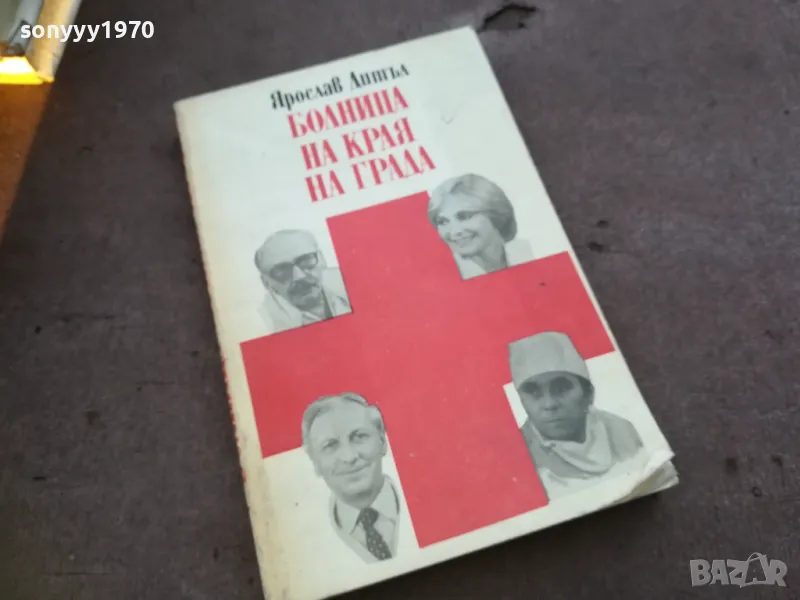 sonyyy1970
Ярослав Дитъл
БОЛНИЦА
НА КРАЯ
НА ГРАДА
BAZAR